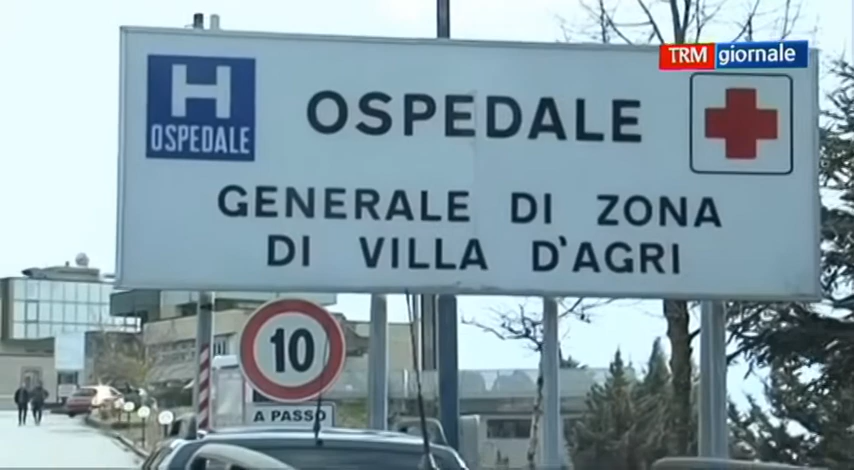 TRM giornale
H
OSPEDALE
OSPEDALE
GENERALE DI ZONA
DI VILLA D'AGRI
10
A PASSO